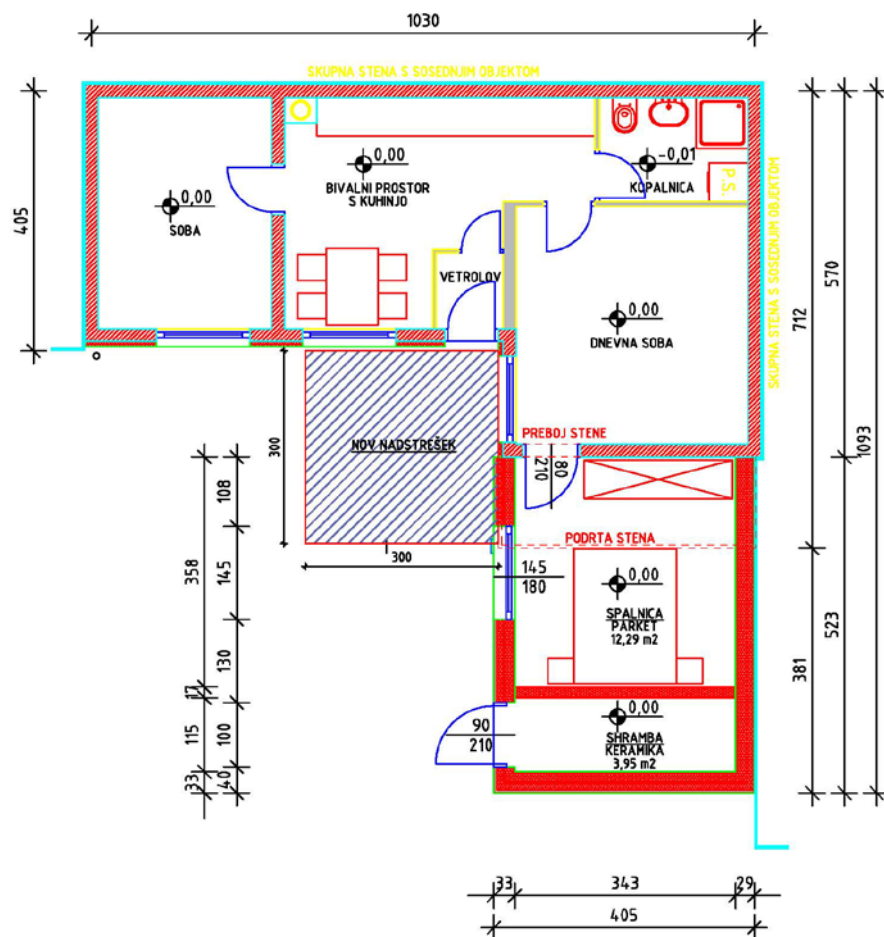 1030
SKUPNA STENA S SOSEDNJIM OBJEKTOM
405
0,00
SOBA
0,00
BIVALNI PROSTOR
S KUHINJO
-0,01
KOPALNICA
P.S.
SKUPNA STENA S SOSEDNJIM OBJEKTOM
VETROLOV
0,00
DNEVNA SOBA
712
570
1093
PREBOJ STENE
NOV NADSTREŠEK
300
300
80
210
PODRTA STENA
145
180
0,00
SPALNICA
PARKET
12,29 m2
90
210
0,00
SHRAMBA
KERAMIKA
3,95 m2
358
17
115
33
108
145
130
100
40
381
523
33
343
29
405